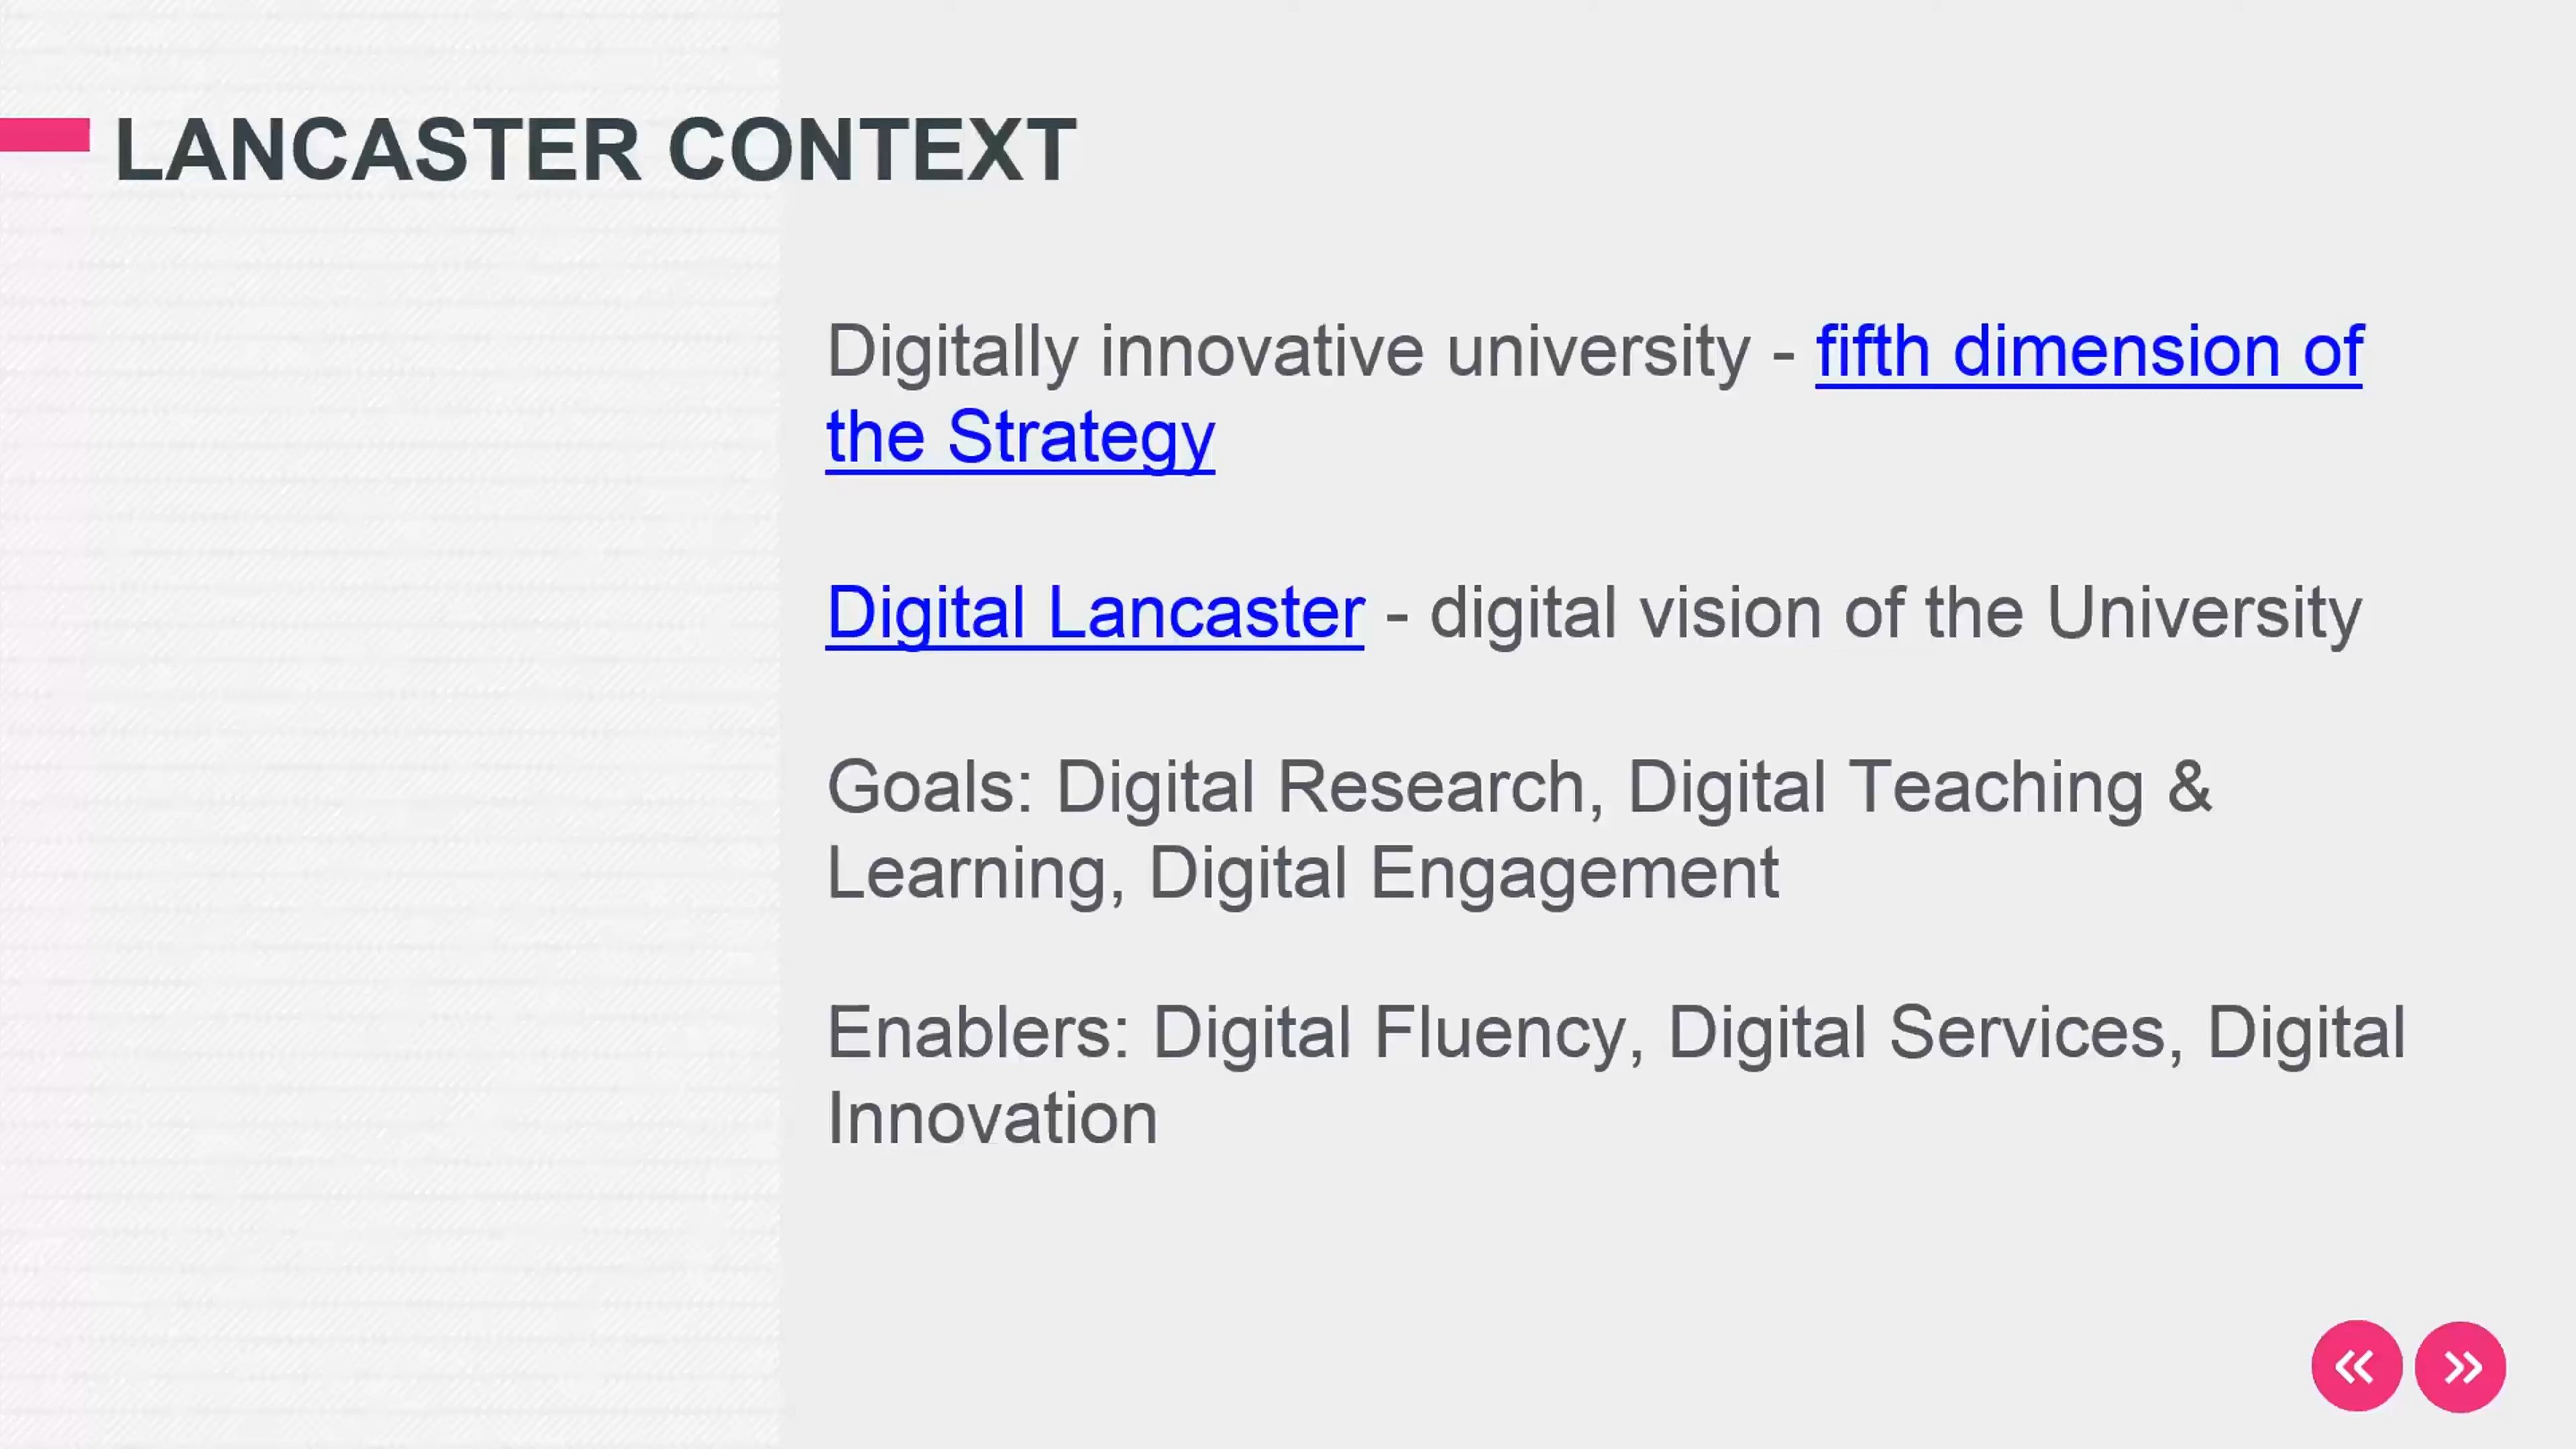 LANCASTER CONTEXT
Digitally innovative university - fifth dimension of
the Strategy
Digital Lancaster - digital vision of the University
Goals: Digital Research, Digital Teaching &
Learning, Digital Engagement
Enablers: Digital Fluency, Digital Services, Digital
Innovation